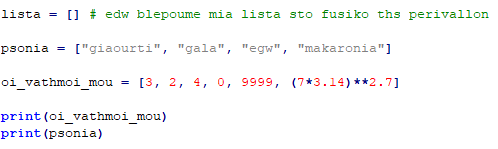 lista = [] # edw blepoume mia lista sto fusiko ths perivallon
psonia = ["giaourti", "gala", "egw", "makaronia"]
oi_vathmoi_mou = [3, 2, 4, 0, 9999, (7*3.14)**2.7]
print(oi_vathmoi_mou)
print(psonia)